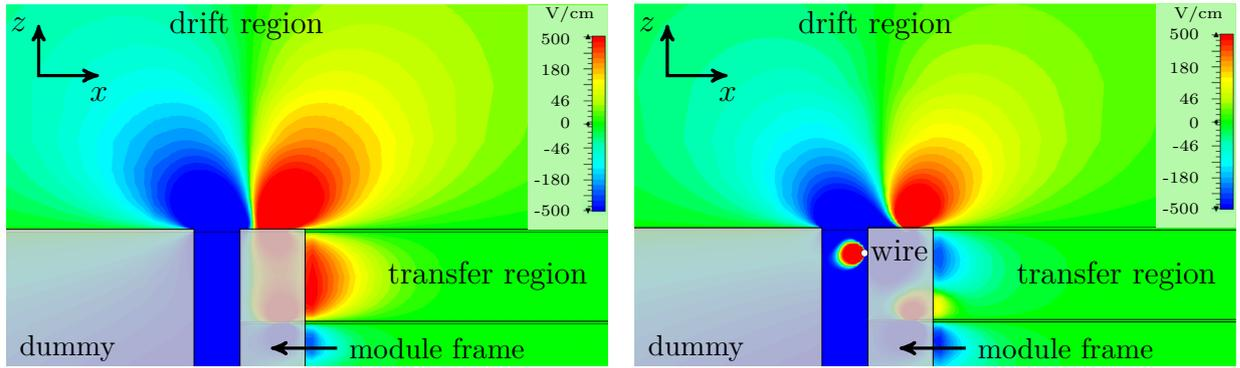 z
x
drift region
V/cm
500
180
46
0
-46
-180
-500
transfer region
dummy
module frame
z
x
drift region
V/cm
500
180
46
0
-46
-180
-500
wire
transfer region
dummy
module frame